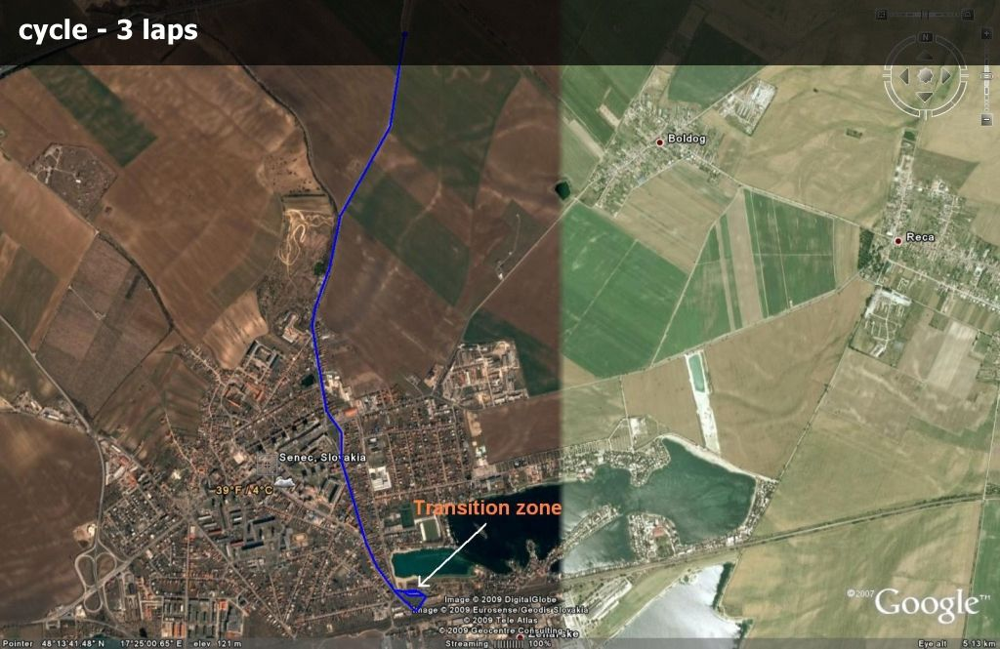 cycle - 3 laps
N
Boldog
Reca
Senec, Slovakia
39°F / 4°C
Transition zone
Image © 2009 DigitalGlobe
Image © 2009 Eurosense/Geodis Slovakia
© 2009 Tele Atlas
© 2009 Geocentre Consulting
©2007 Google™
Pointer 48°13'41.48" N 17°25'00.65" E elev 121 m
Streaming 100%
Eye alt 5.13 km